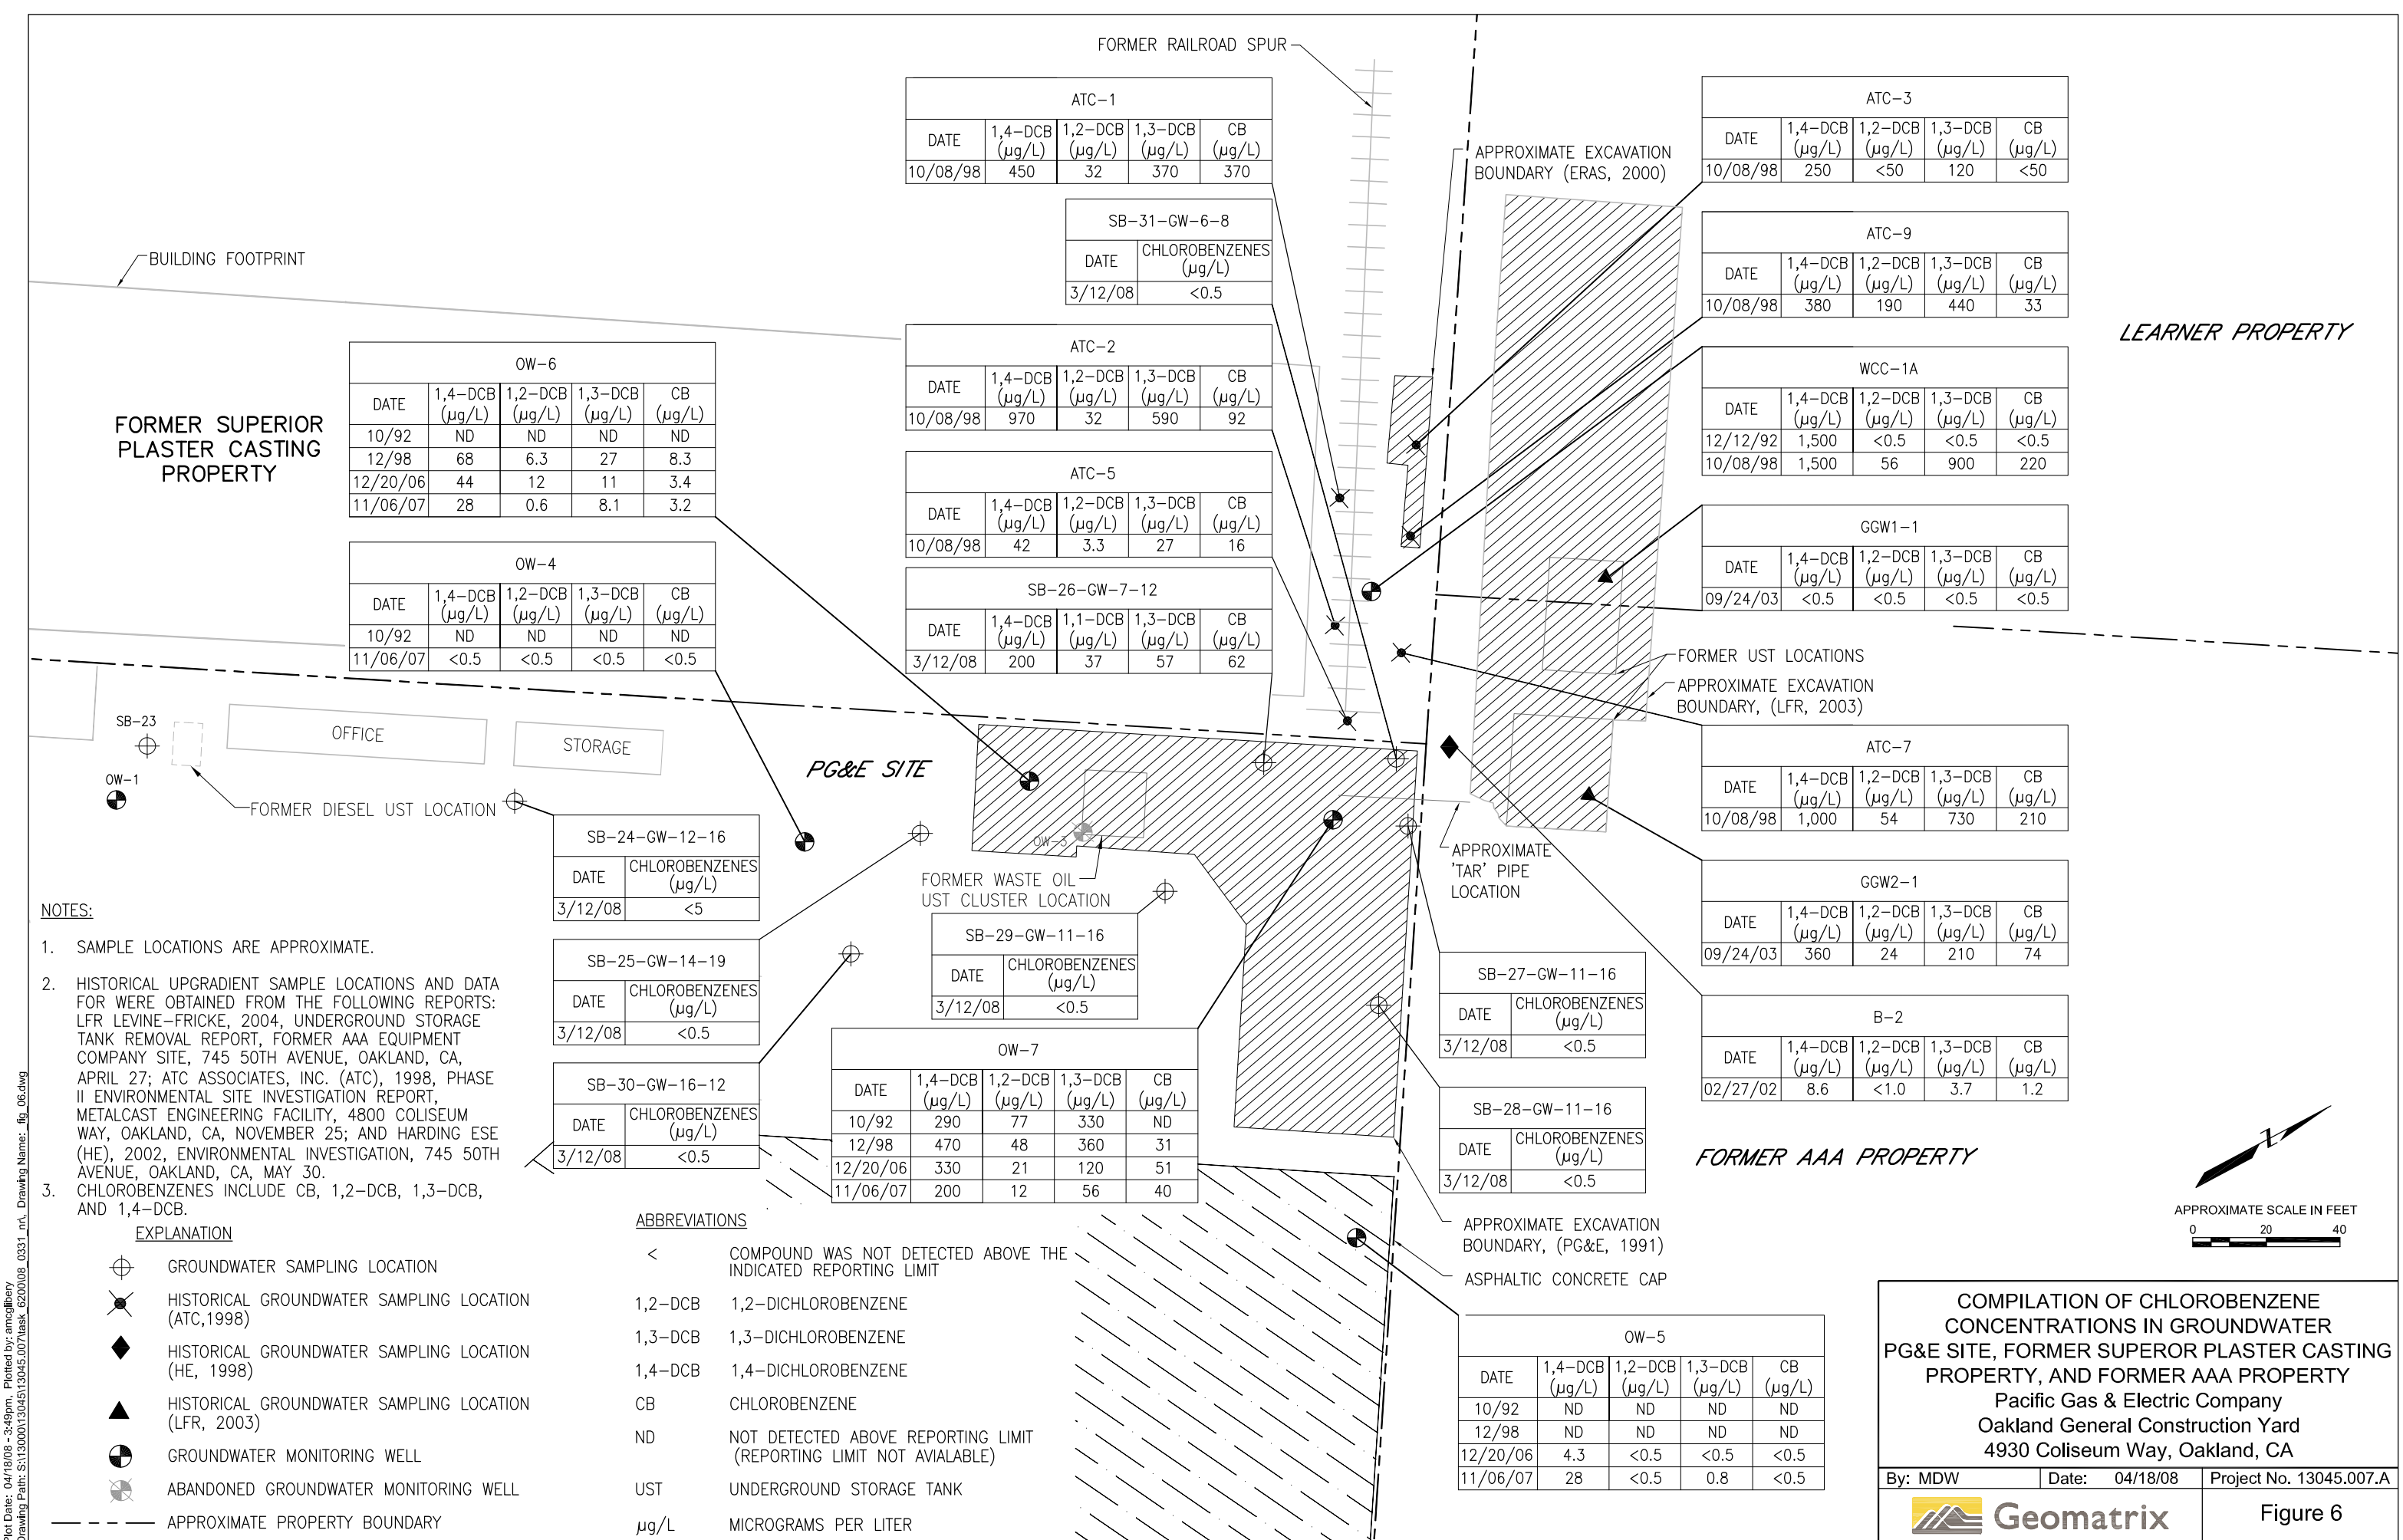 FORMER RAILROAD SPUR
ATC-1
DATE 1,4-DCB (µg/L) 1,2-DCB (µg/L) 1,3-DCB (µg/L) CB (µg/L)
10/08/98 450 32 370 370
SB-31-GW-6-8
DATE CHLOROBENZENES (µg/L)
3/12/08 <0.5
ATC-2
DATE 1,4-DCB (µg/L) 1,2-DCB (µg/L) 1,3-DCB (µg/L) CB (µg/L)
10/08/98 970 32 590 92
ATC-5
DATE 1,4-DCB (µg/L) 1,2-DCB (µg/L) 1,3-DCB (µg/L) CB (µg/L)
10/08/98 42 3.3 27 16
SB-26-GW-7-12
DATE 1,4-DCB (µg/L) 1,1-DCB (µg/L) 1,3-DCB (µg/L) CB (µg/L)
3/12/08 200 37 57 62
APPROXIMATE EXCAVATION
BOUNDARY (ERAS, 2000)
ATC-3
DATE 1,4-DCB (µg/L) 1,2-DCB (µg/L) 1,3-DCB (µg/L) CB (µg/L)
10/08/98 250 <50 120 <50
ATC-9
DATE 1,4-DCB (µg/L) 1,2-DCB (µg/L) 1,3-DCB (µg/L) CB (µg/L)
10/08/98 380 190 440 33
WCC-1A
DATE 1,4-DCB (µg/L) 1,2-DCB (µg/L) 1,3-DCB (µg/L) CB (µg/L)
12/12/92 1,500 <0.5 <0.5 <0.5
10/08/98 1,500 56 900 220
GGW1-1
DATE 1,4-DCB (µg/L) 1,2-DCB (µg/L) 1,3-DCB (µg/L) CB (µg/L)
09/24/03 <0.5 <0.5 <0.5 <0.5
LEARNER PROPERTY
BUILDING FOOTPRINT
FORMER SUPERIOR
PLASTER CASTING
PROPERTY
OW-6
DATE 1,4-DCB (µg/L) 1,2-DCB (µg/L) 1,3-DCB (µg/L) CB (µg/L)
10/92 ND ND ND ND
12/98 68 6.3 27 8.3
12/20/06 44 12 11 3.4
11/06/07 28 0.6 8.1 3.2
OW-4
DATE 1,4-DCB (µg/L) 1,2-DCB (µg/L) 1,3-DCB (µg/L) CB (µg/L)
10/92 ND ND ND ND
11/06/07 <0.5 <0.5 <0.5 <0.5
FORMER UST LOCATIONS
APPROXIMATE EXCAVATION
BOUNDARY, (LFR, 2003)
SB-23
OW-1
OFFICE
STORAGE
FORMER DIESEL UST LOCATION
PG&E SITE
OW-3
FORMER WASTE OIL
UST CLUSTER LOCATION
APPROXIMATE
'TAR' PIPE
LOCATION
ATC-7
DATE 1,4-DCB (µg/L) 1,2-DCB (µg/L) 1,3-DCB (µg/L) CB (µg/L)
10/08/98 1,000 54 730 210
GGW2-1
DATE 1,4-DCB (µg/L) 1,2-DCB (µg/L) 1,3-DCB (µg/L) CB (µg/L)
09/24/03 360 24 210 74
B-2
DATE 1,4-DCB (µg/L) 1,2-DCB (µg/L) 1,3-DCB (µg/L) CB (µg/L)
02/27/02 8.6 <1.0 3.7 1.2
SB-24-GW-12-16
DATE CHLOROBENZENES (µg/L)
3/12/08 <5
SB-25-GW-14-19
DATE CHLOROBENZENES (µg/L)
3/12/08 <0.5
SB-30-GW-16-12
DATE CHLOROBENZENES (µg/L)
3/12/08 <0.5
SB-29-GW-11-16
DATE CHLOROBENZENES (µg/L)
3/12/08 <0.5
OW-7
DATE 1,4-DCB (µg/L) 1,2-DCB (µg/L) 1,3-DCB (µg/L) CB (µg/L)
10/92 290 77 330 ND
12/98 470 48 360 31
12/20/06 330 21 120 51
11/06/07 200 12 56 40
SB-27-GW-11-16
DATE CHLOROBENZENES (µg/L)
3/12/08 <0.5
SB-28-GW-11-16
DATE CHLOROBENZENES (µg/L)
3/12/08 <0.5
FORMER AAA PROPERTY
APPROXIMATE EXCAVATION
BOUNDARY, (PG&E, 1991)
ASPHALTIC CONCRETE CAP
OW-5
DATE 1,4-DCB (µg/L) 1,2-DCB (µg/L) 1,3-DCB (µg/L) CB (µg/L)
10/92 ND ND ND ND
12/98 ND ND ND ND
12/20/06 4.3 <0.5 <0.5 <0.5
11/06/07 28 <0.5 0.8 <0.5
NOTES:
1. SAMPLE LOCATIONS ARE APPROXIMATE.
2. HISTORICAL UPGRADIENT SAMPLE LOCATIONS AND DATA
FOR WERE OBTAINED FROM THE FOLLOWING REPORTS:
LFR LEVINE-FRICKE, 2004, UNDERGROUND STORAGE
TANK REMOVAL REPORT, FORMER AAA EQUIPMENT
COMPANY SITE, 745 50TH AVENUE, OAKLAND, CA,
APRIL 27; ATC ASSOCIATES, INC. (ATC), 1998, PHASE
II ENVIRONMENTAL SITE INVESTIGATION REPORT,
METALCAST ENGINEERING FACILITY, 4800 COLISEUM
WAY, OAKLAND, CA, NOVEMBER 25; AND HARDING ESE
(HE), 2002, ENVIRONMENTAL INVESTIGATION, 745 50TH
AVENUE, OAKLAND, CA, MAY 30.
3. CHLOROBENZENES INCLUDE CB, 1,2-DCB, 1,3-DCB,
AND 1,4-DCB.
EXPLANATION
GROUNDWATER SAMPLING LOCATION
HISTORICAL GROUNDWATER SAMPLING LOCATION
(ATC,1998)
HISTORICAL GROUNDWATER SAMPLING LOCATION
(HE, 1998)
HISTORICAL GROUNDWATER SAMPLING LOCATION
(LFR, 2003)
GROUNDWATER MONITORING WELL
ABANDONED GROUNDWATER MONITORING WELL
APPROXIMATE PROPERTY BOUNDARY
ABBREVIATIONS
< COMPOUND WAS NOT DETECTED ABOVE THE
INDICATED REPORTING LIMIT
1,2-DCB 1,2-DICHLOROBENZENE
1,3-DCB 1,3-DICHLOROBENZENE
1,4-DCB 1,4-DICHLOROBENZENE
CB CHLOROBENZENE
ND NOT DETECTED ABOVE REPORTING LIMIT
(REPORTING LIMIT NOT AVIALABLE)
UST UNDERGROUND STORAGE TANK
µg/L MICROGRAMS PER LITER
Z
APPROXIMATE SCALE IN FEET
0 20 40
COMPILATION OF CHLOROBENZENE
CONCENTRATIONS IN GROUNDWATER
PG&E SITE, FORMER SUPEROR PLASTER CASTING
PROPERTY, AND FORMER AAA PROPERTY
Pacific Gas & Electric Company
Oakland General Construction Yard
4930 Coliseum Way, Oakland, CA
By: MDW Date: 04/18/08 Project No. 13045.007.A
Geomatrix
Figure 6
Plot Date: 04/18/08 - 3:49pm, Plotted by: amcgilbery
Drawing Path: S:\13000\13045\13045.007\task_6200\08_0331_nr\, Drawing Name: _fig_06.dwg